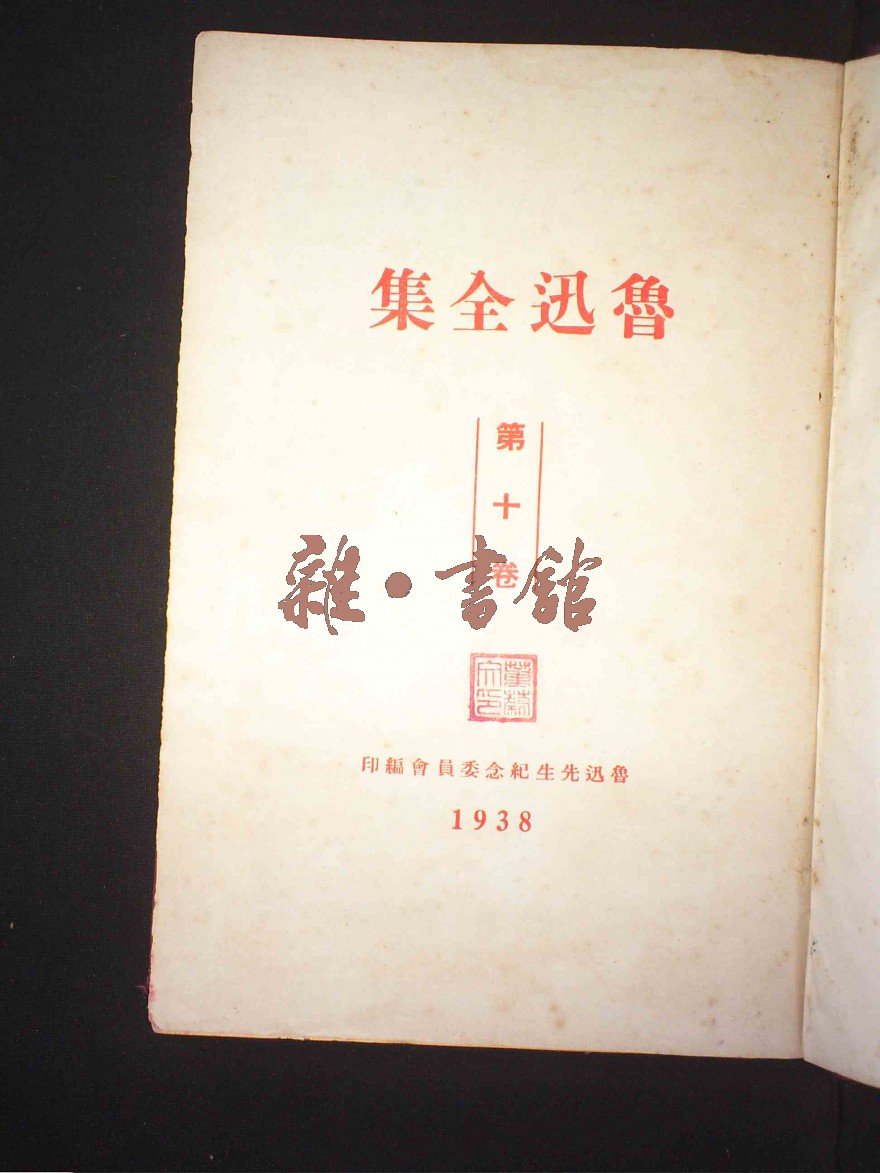 魯迅全集
第十卷
雜·書館
魯迅先生紀念委員會編印
1938